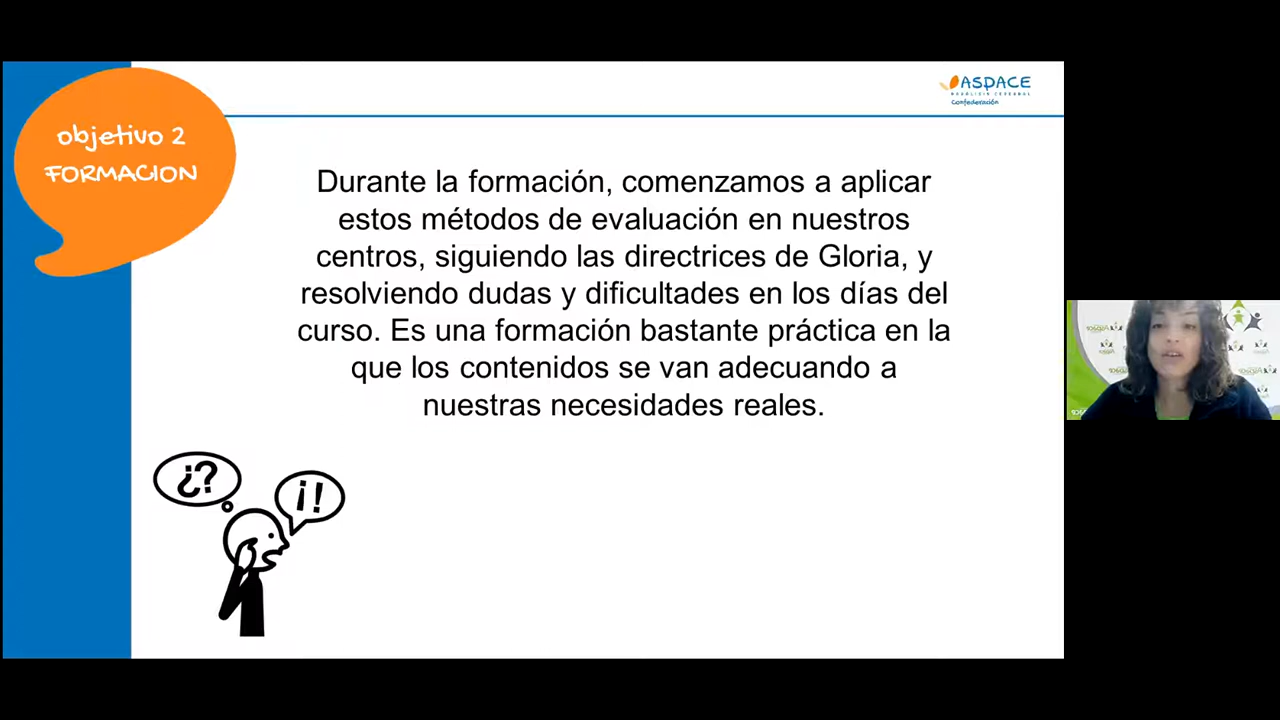 objetivo 2
FORMACION
ASPACE
PARÁLISIS CEREBRAL
Confederación
Durante la formación, comenzamos a aplicar
estos métodos de evaluación en nuestros
centros, siguiendo las directrices de Gloria, y
resolviendo dudas y dificultades en los días del
curso. Es una formación bastante práctica en la
que los contenidos se van adecuando a
nuestras necesidades reales.
¿?
¡!